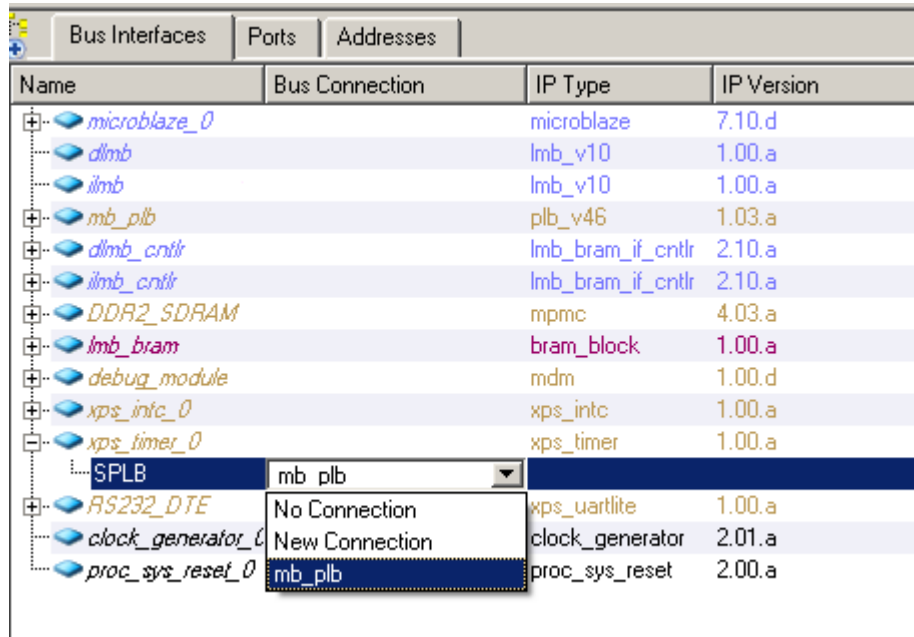 Bus Interfaces Ports Addresses
Name Bus Connection IP Type IP Version
microblaze_0 microblaze 7.10.d
dlmb lmb_v10 1.00.a
ilmb lmb_v10 1.00.a
mb_plb plb_v46 1.03.a
dlmb_cntlr lmb_bram_if_cntlr 2.10.a
ilmb_cntlr lmb_bram_if_cntlr 2.10.a
DDR2_SDRAM mpmc 4.03.a
lmb_bram bram_block 1.00.a
debug_module mdm 1.00.d
xps_intc_0 xps_intc 1.00.a
xps_timer_0 xps_timer 1.00.a
SPLB mb_plb
RS232_DTE No Connection xps_uartlite 1.00.a
clock_generator_0 New Connection clock_generator 2.01.a
proc_sys_reset_0 mb_plb proc_sys_reset 2.00.a